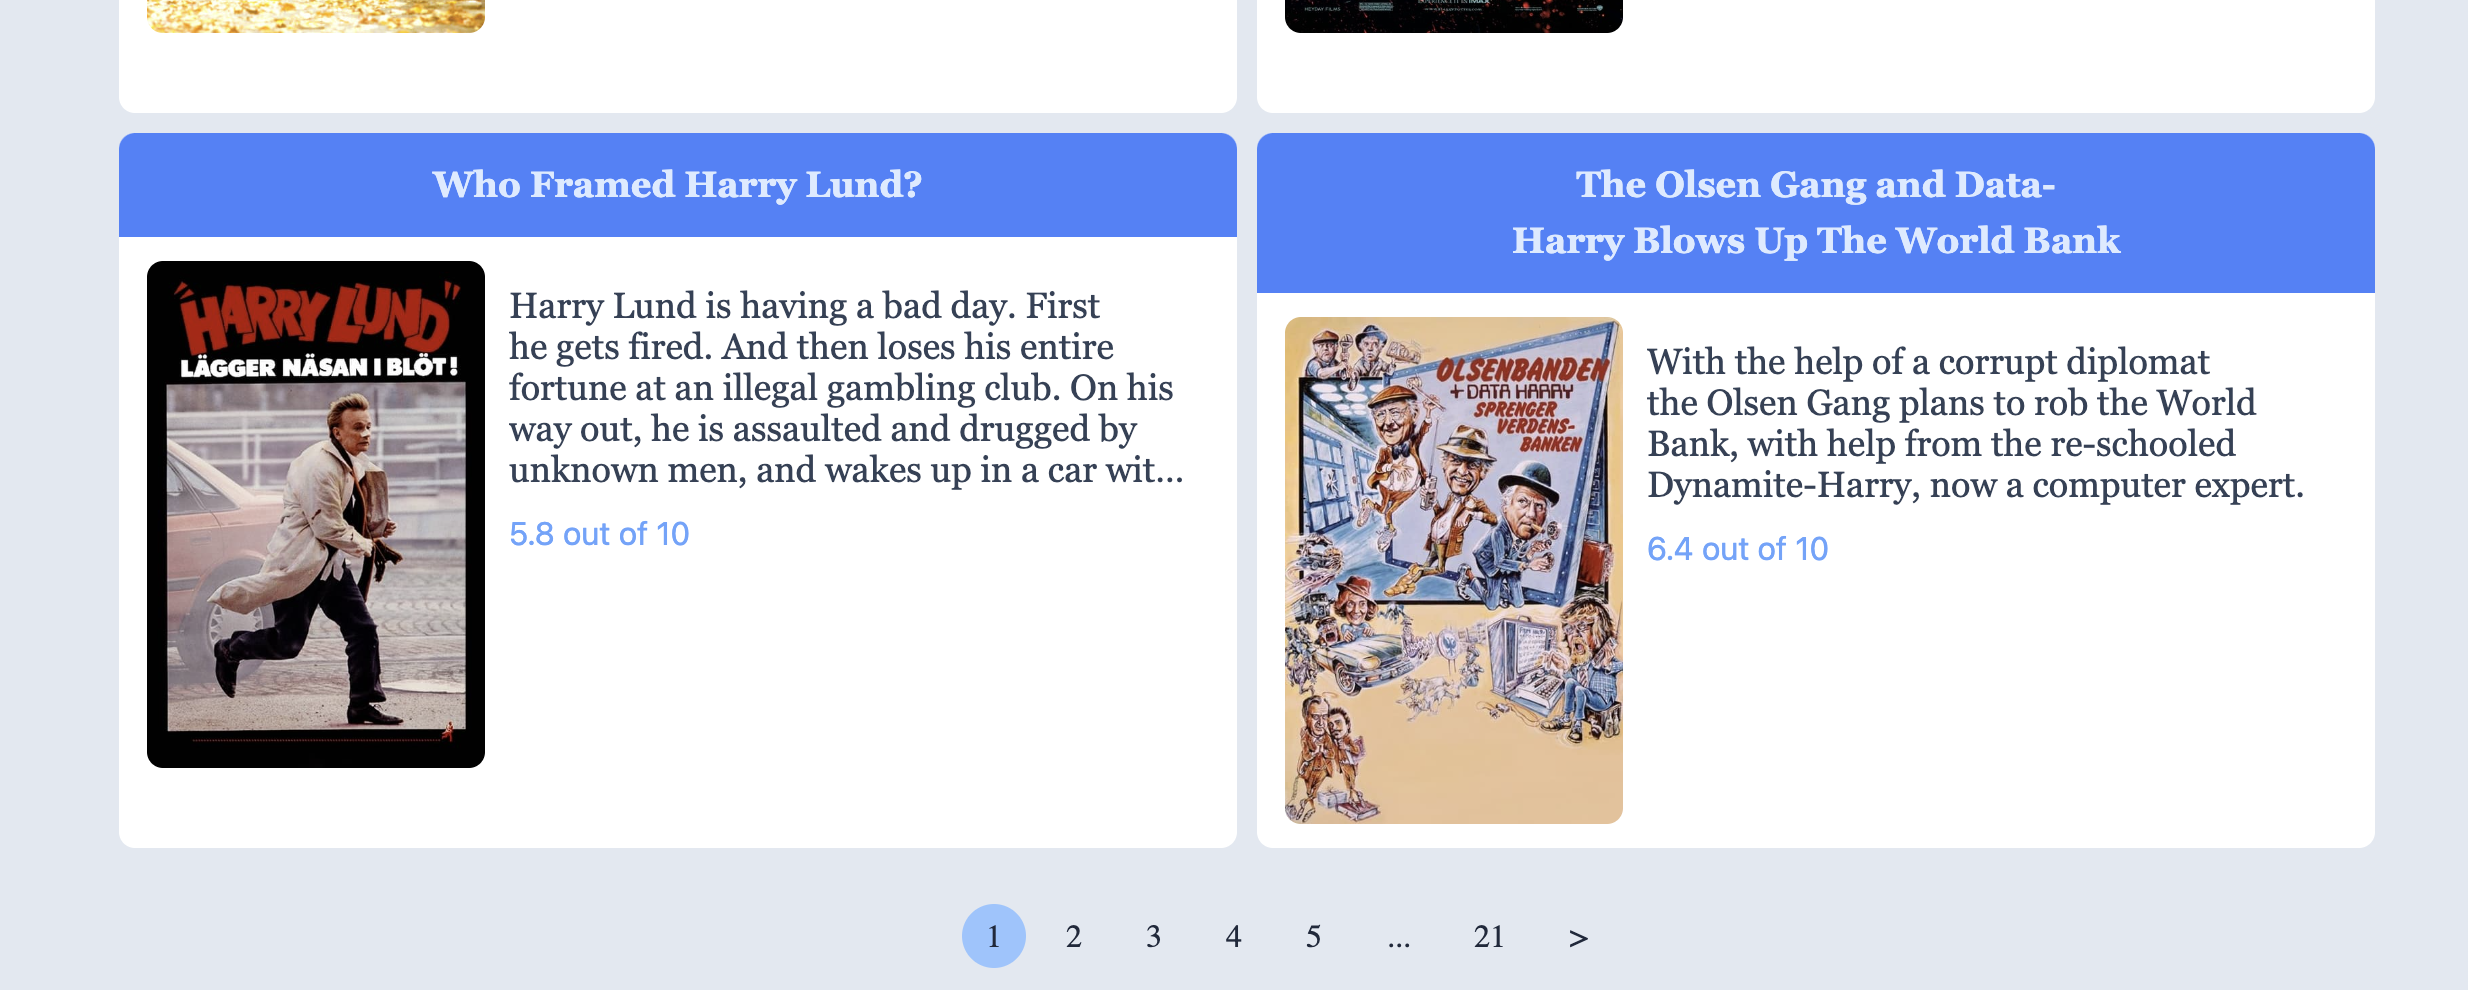 HEYDAY FILMS
Who Framed Harry Lund?
"HARRY LUND"
LÄGGER NÄSAN I BLÖT!
Harry Lund is having a bad day. First
he gets fired. And then loses his entire
fortune at an illegal gambling club. On his
way out, he is assaulted and drugged by
unknown men, and wakes up in a car wit...
5.8 out of 10
The Olsen Gang and Data-
Harry Blows Up The World Bank
OLSENBANDEN
+ DATA HARRY
SPRENGER
VERDENS-
BANKEN
With the help of a corrupt diplomat
the Olsen Gang plans to rob the World
Bank, with help from the re-schooled
Dynamite-Harry, now a computer expert.
6.4 out of 10
1 2 3 4 5 ... 21 >